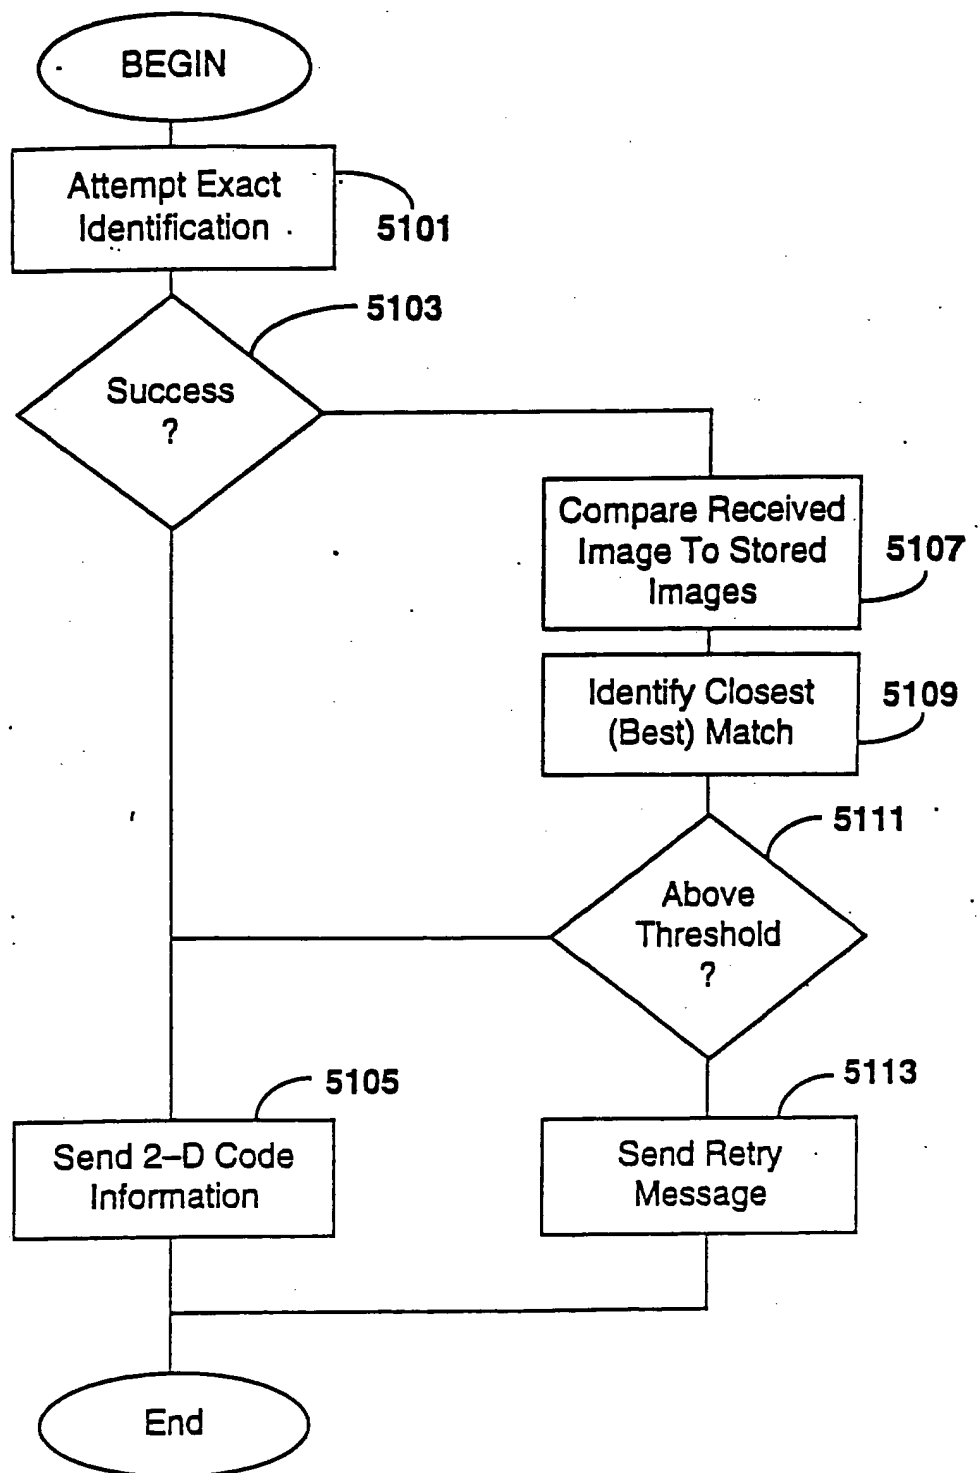 BEGIN
Attempt Exact
Identification
5101
5103
Success
?
Compare Received
Image To Stored
Images
5107
Identify Closest
(Best) Match
5109
5111
Above
Threshold
?
5105
Send 2-D Code
Information
5113
Send Retry
Message
End